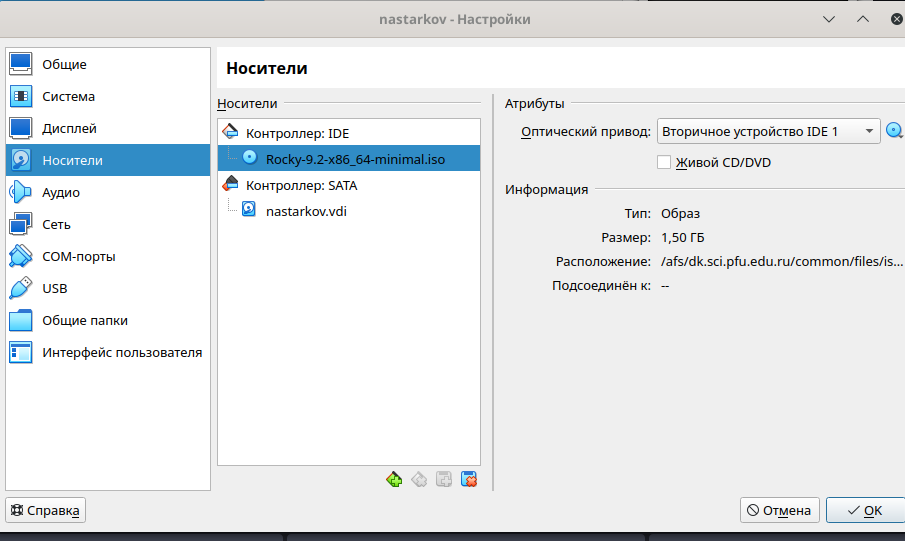 nastarkov - Настройки
Общие
Система
Дисплей
Носители
Аудио
Сеть
COM-порты
USB
Общие папки
Интерфейс пользователя
Носители
Носители
Контроллер: IDE
Rocky-9.2-x86_64-minimal.iso
Контроллер: SATA
nastarkov.vdi
Атрибуты
Оптический привод: Вторичное устройство IDE 1
Живой CD/DVD
Информация
Тип: Образ
Размер: 1,50 ГБ
Расположение: /afs/dk.sci.pfu.edu.ru/common/files/is...
Подсоединён к: --
Справка
Отмена
OK